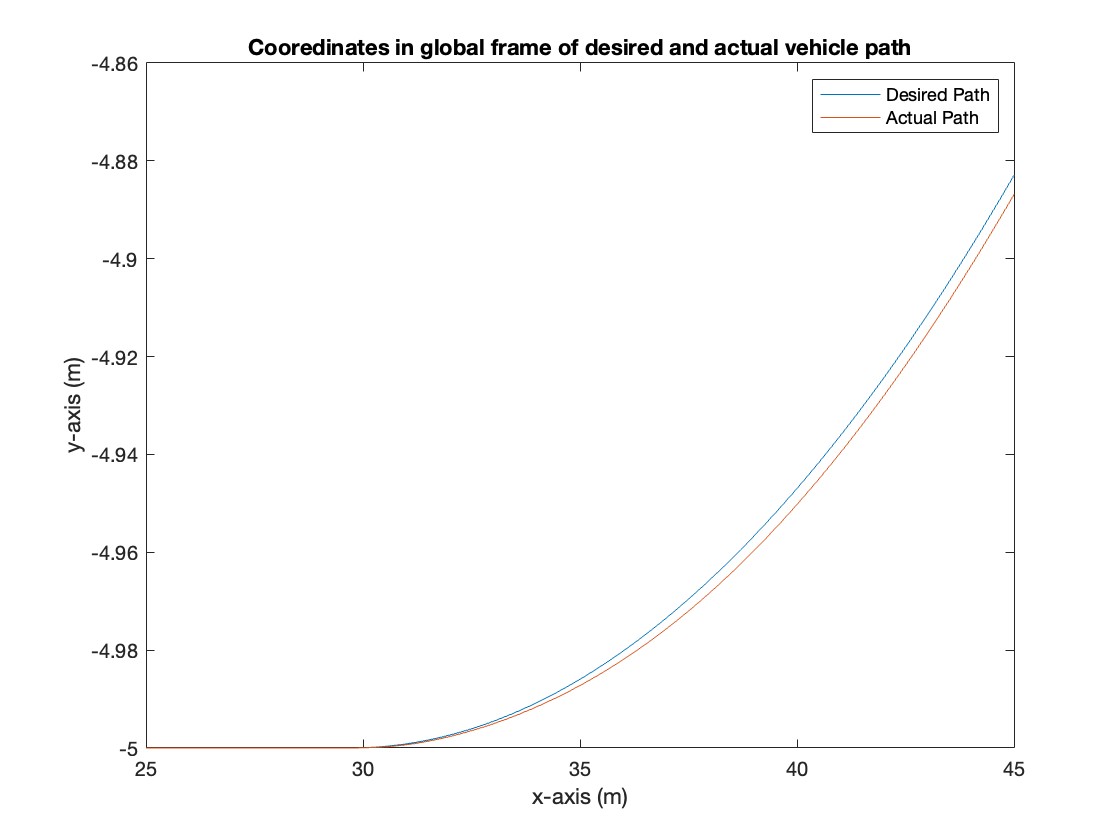 Cooredinates in global frame of desired and actual vehicle path
-4.86
Desired Path
Actual Path
-4.88
-4.9
-4.92
y-axis (m)
-4.94
-4.96
-4.98
-5
25 30 35 40 45
x-axis (m)